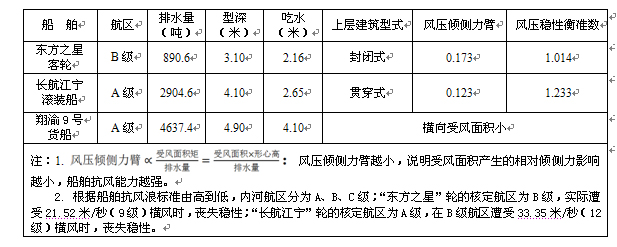 船 舶 航区 排水量（吨） 型深（米） 吃水（米） 上层建筑型式 风压倾侧力臂 风压稳性衡准数
东方之星客轮 B 级 890.6 3.10 2.16 封闭式 0.173 1.014
长航江宁滚装船 A 级 2904.6 4.10 2.65 贯穿式 0.123 1.233
翔渝 9 号货船 A 级 4637.4 4.90 4.10 横向受风面积小
注：1. 风压倾侧力臂∝受风面积矩/排水量=受风面积×形心高/排水量： 风压倾侧力臂越小，说明受风面积产生的相对倾侧力影响
越小，船舶抗风能力越强。
2. 根据船舶抗风浪标准由高到低，内河航区分为 A、B、C 级；“东方之星”轮的核定航区为 B 级，实际遭
受 21.52 米/秒（9 级）横风时，丧失稳性；“长航江宁”轮的核定航区为 A 级，在 B 级航区遭受 33.35 米/秒（12
级）横风时，丧失稳性。